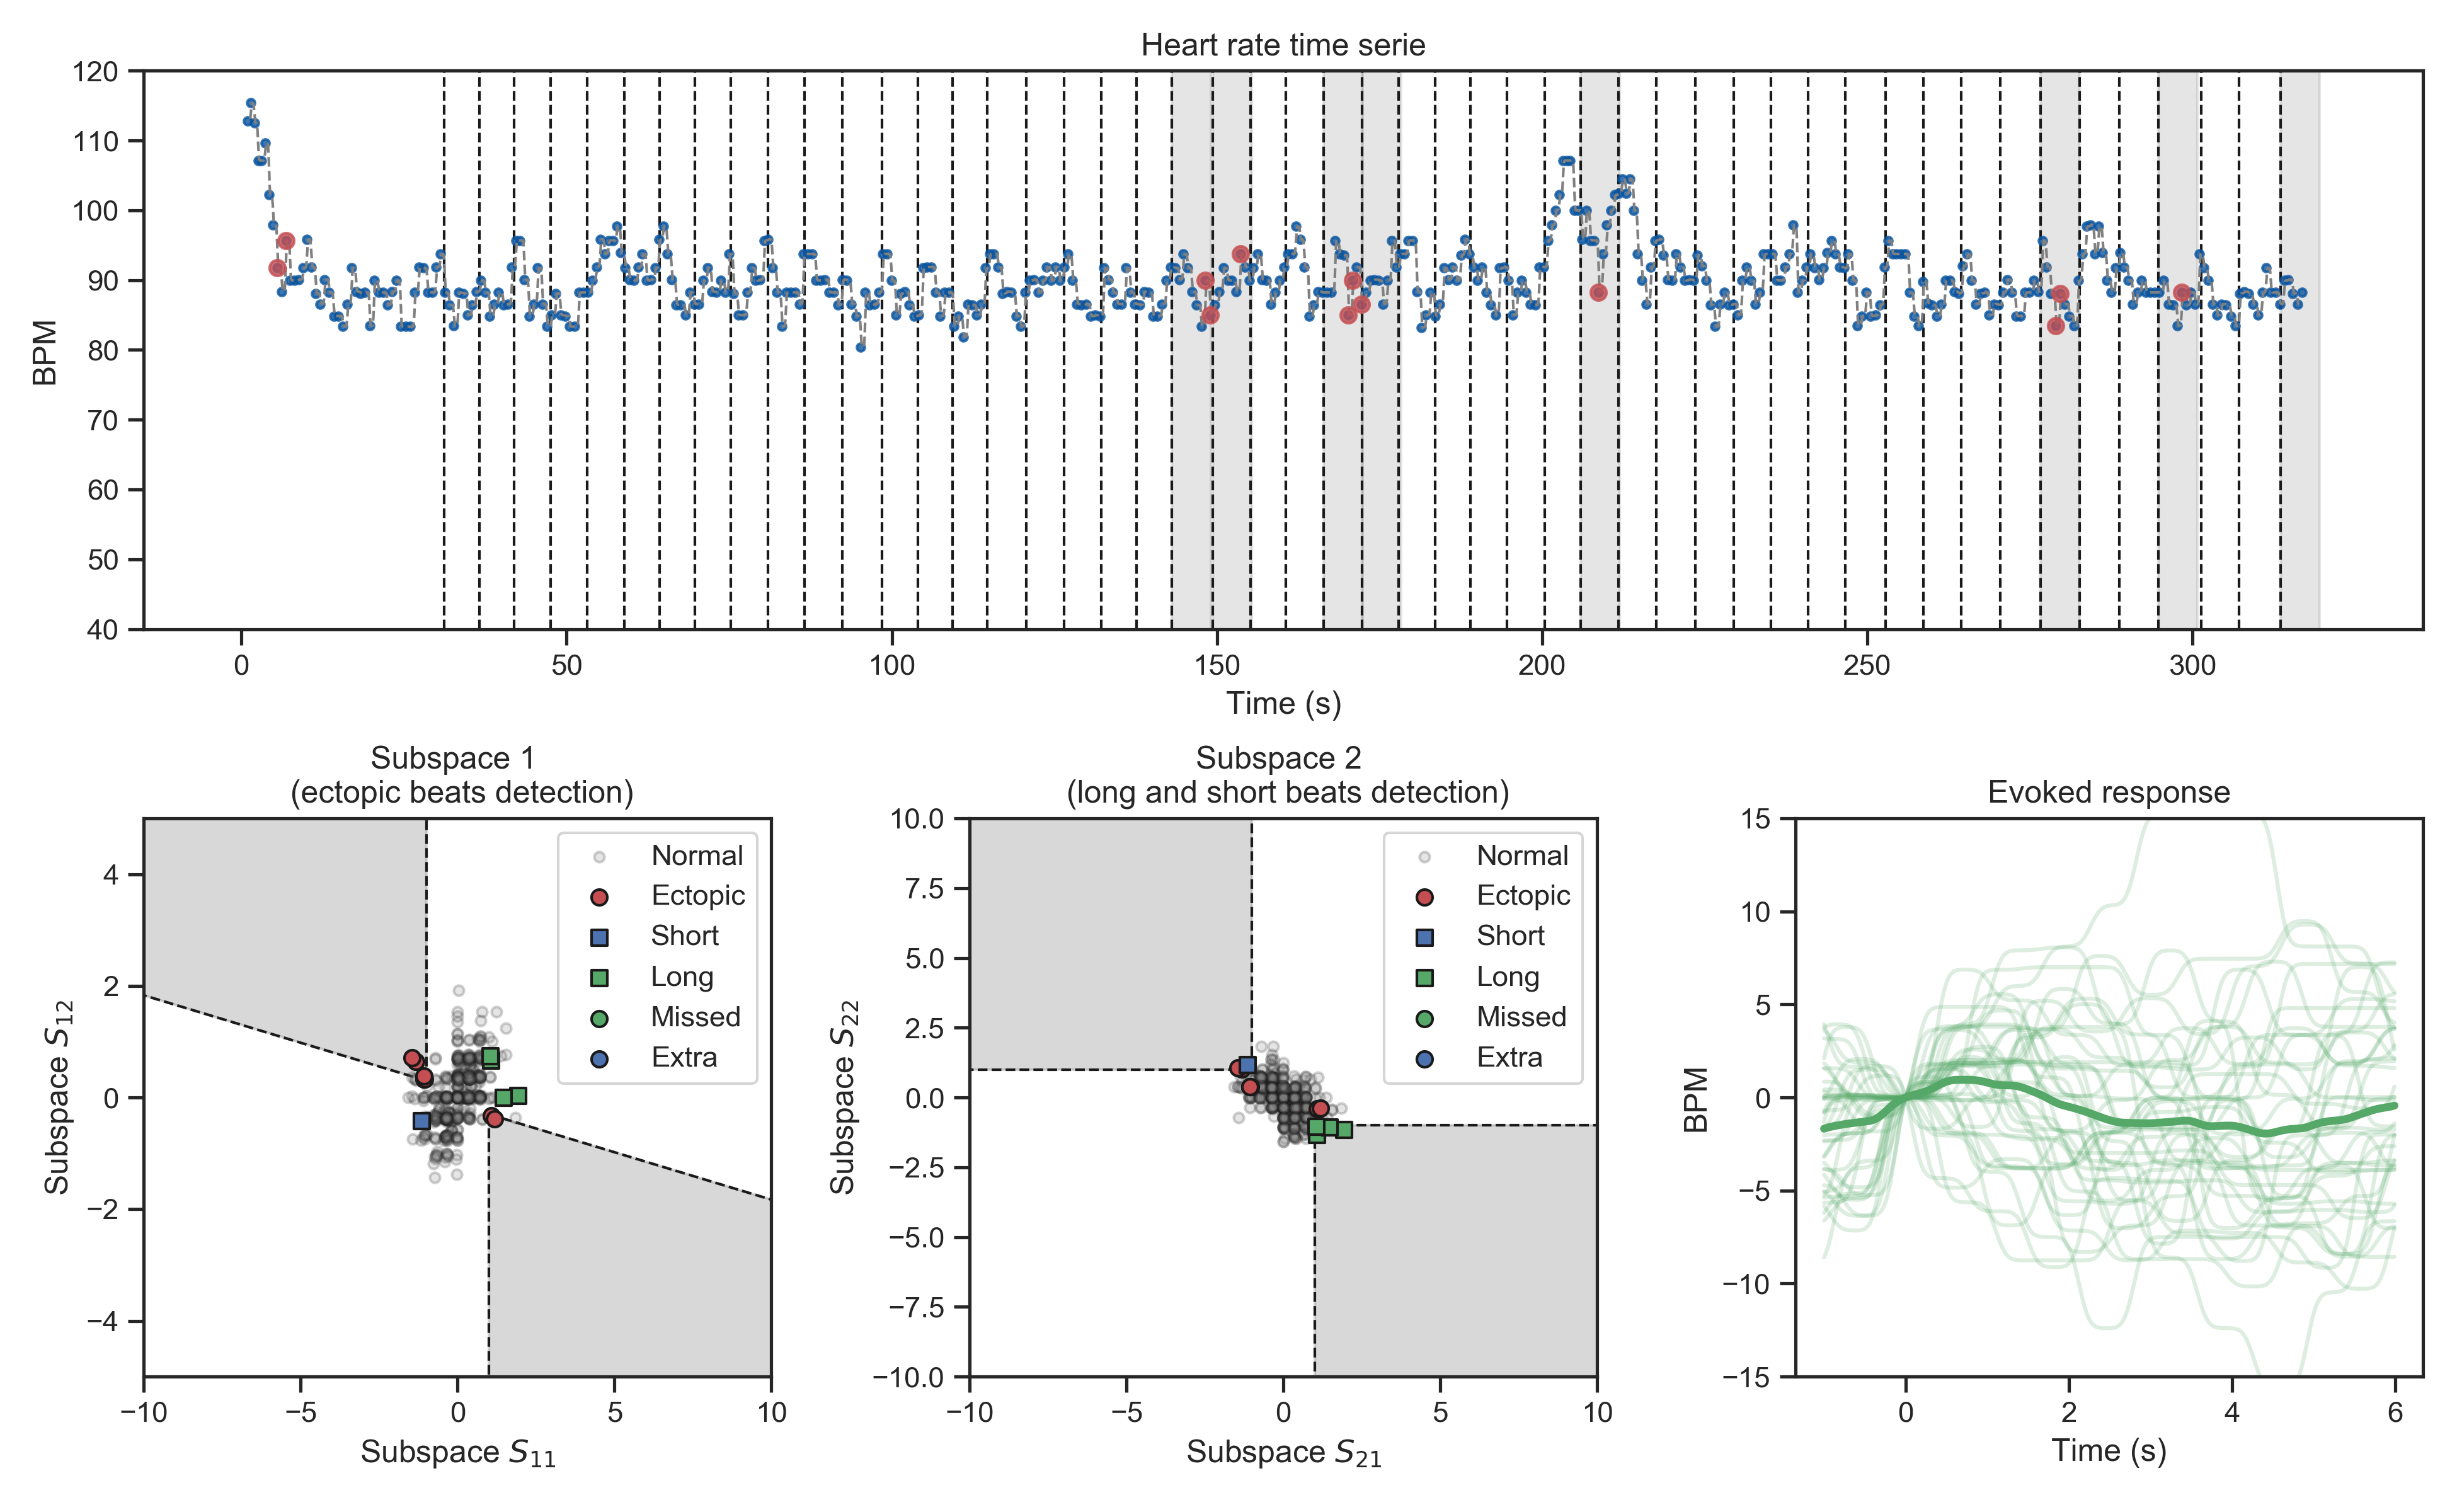 Heart rate time serie
120
110
100
90
80
70
60
50
40
BPM
0 50 100 150 200 250 300
Time (s)
Subspace 1
(ectopic beats detection)
4
2
0
−2
−4
Subspace S12
Normal
Ectopic
Short
Long
Missed
Extra
−10 −5 0 5 10
Subspace S11
Subspace 2
(long and short beats detection)
10.0
7.5
5.0
2.5
0.0
−2.5
−5.0
−7.5
−10.0
Subspace S22
Normal
Ectopic
Short
Long
Missed
Extra
−10 −5 0 5 10
Subspace S21
Evoked response
15
10
5
0
−5
−10
−15
BPM
0 2 4 6
Time (s)